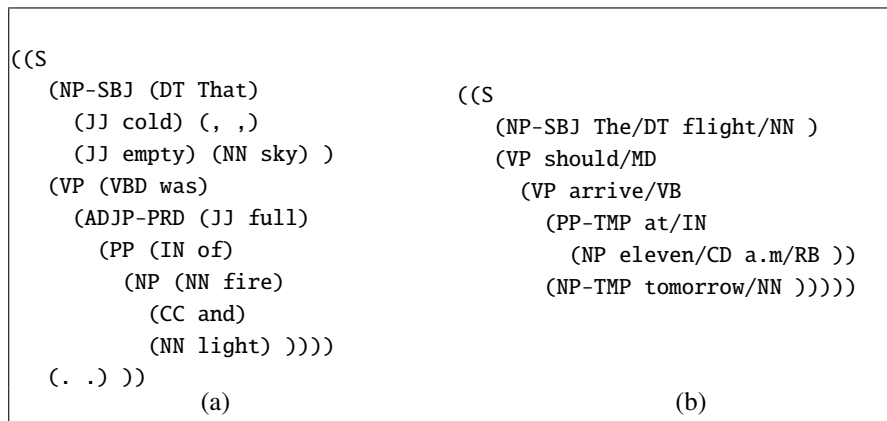 ((S
   (NP-SBJ (DT That)
     (JJ cold) (, ,)
     (JJ empty) (NN sky) )
   (VP (VBD was)
     (ADJP-PRD (JJ full)
       (PP (IN of)
         (NP (NN fire)
           (CC and)
           (NN light) ))))
   (. .) ))
(a)
((S
   (NP-SBJ The/DT flight/NN )
   (VP should/MD
     (VP arrive/VB
       (PP-TMP at/IN
         (NP eleven/CD a.m/RB ))
       (NP-TMP tomorrow/NN )))))
(b)